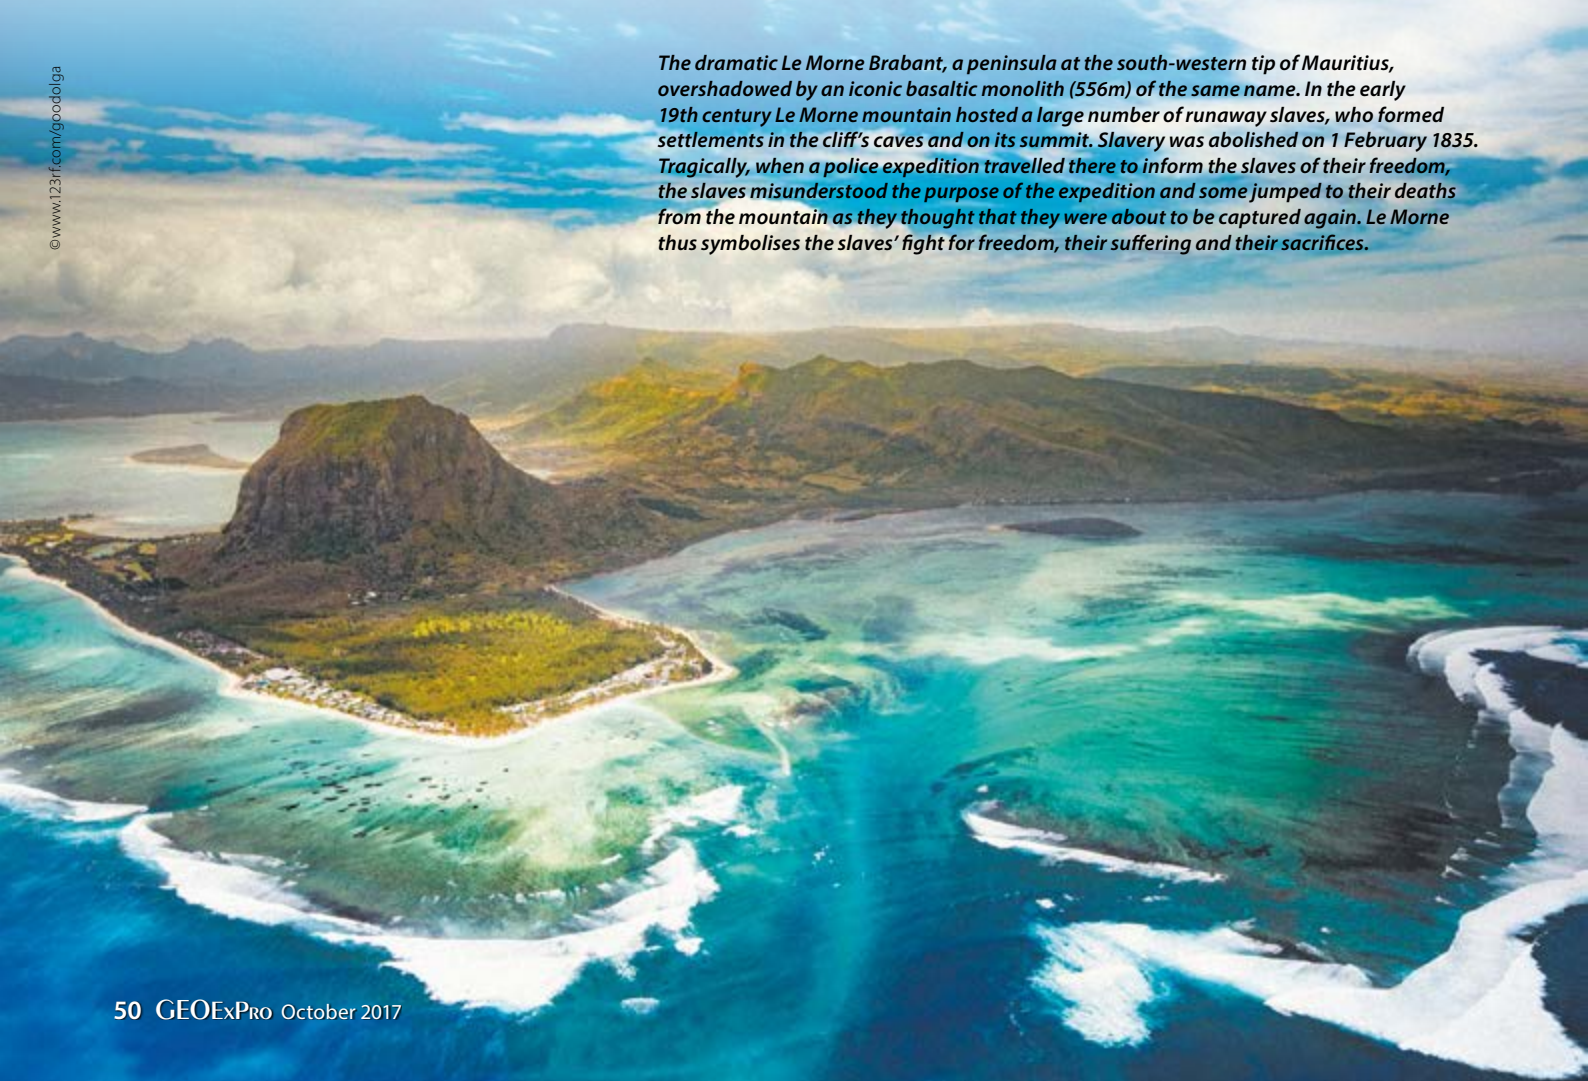 The dramatic Le Morne Brabant, a peninsula at the south-western tip of Mauritius,
overshadowed by an iconic basaltic monolith (556m) of the same name. In the early
19th century Le Morne mountain hosted a large number of runaway slaves, who formed
settlements in the cliff’s caves and on its summit. Slavery was abolished on 1 February 1835.
Tragically, when a police expedition travelled there to inform the slaves of their freedom,
the slaves misunderstood the purpose of the expedition and some jumped to their deaths
from the mountain as they thought that they were about to be captured again. Le Morne
thus symbolises the slaves’ fight for freedom, their suffering and their sacrifices.
©www.123rf.com/goodolga
50 GEOExPro October 2017